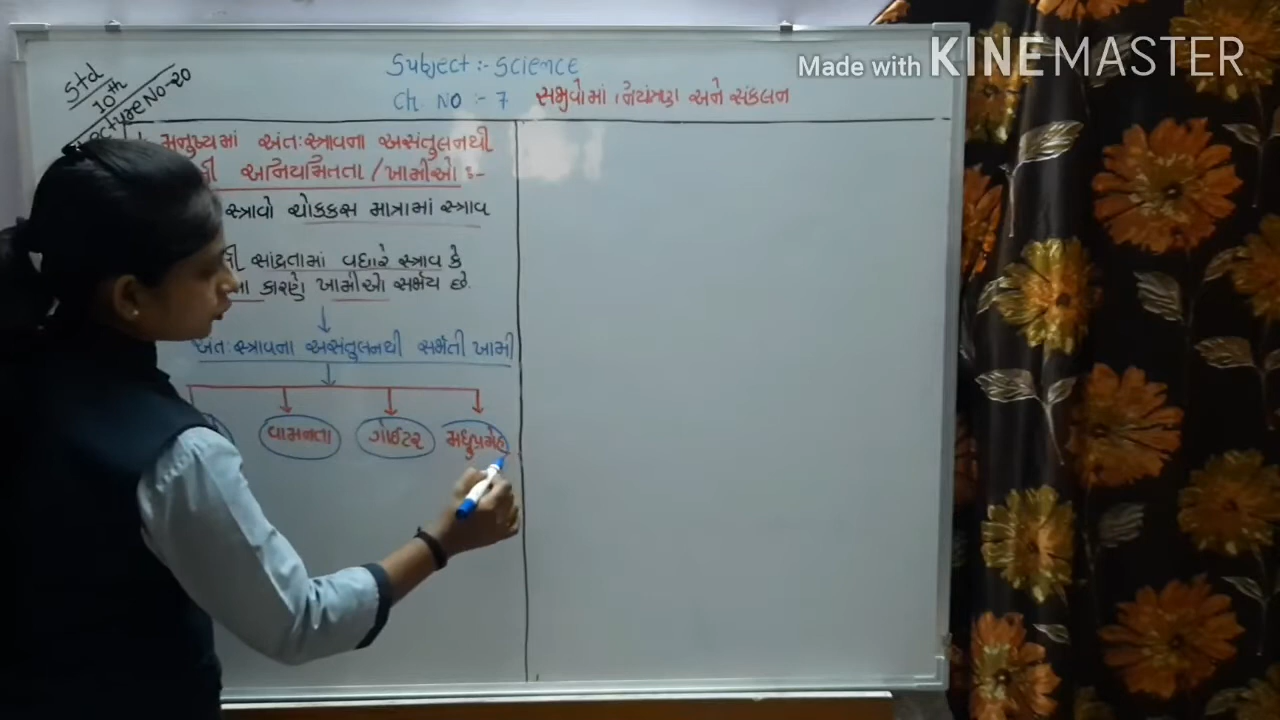 Made with KINEMASTER
Std
10th
Lecture No-20
Subject :- Science
Ch. NO :- 7 સજીવોમાં નિયંત્રણ અને સંકલન
મનુષ્યમાં અંતઃસ્ત્રાવના અસંતુલનથી
અનિયમિતતા / ખામીઓ :-
સ્ત્રાવો ચોકકસ માત્રામાં સ્ત્રાવ
સાંદ્રતામાં વધારે સ્ત્રાવ કે
કારણે ખામીઓ સર્જાય છે.
અંતઃસ્ત્રાવના અસંતુલનથી સર્જાતી ખામી
વામનતા ગોઈટર મધુપ્રમેહ